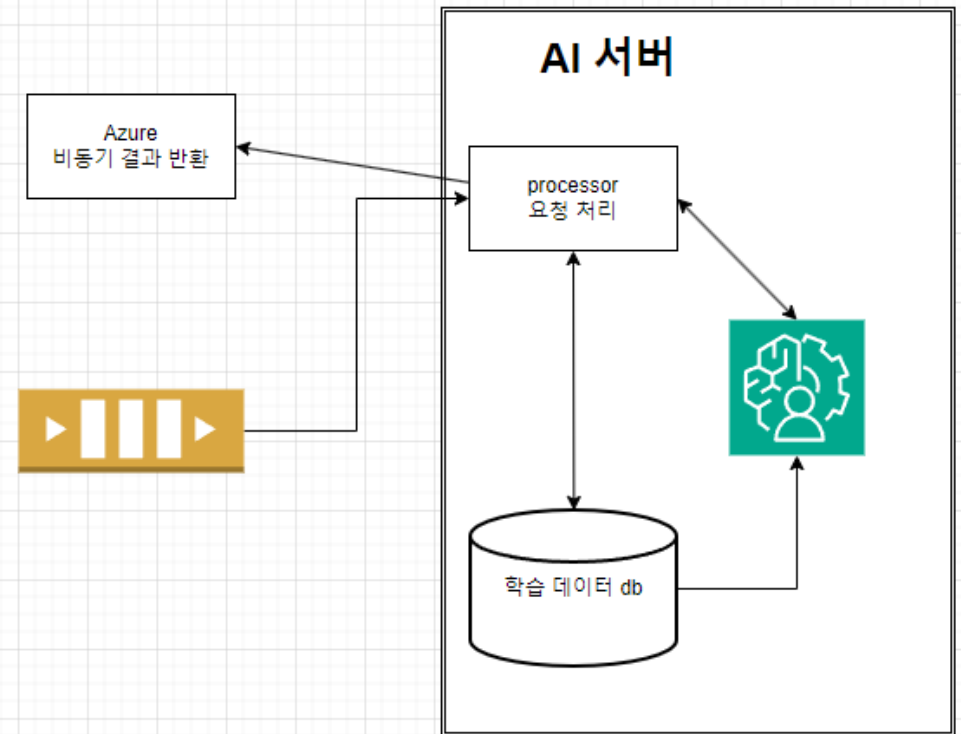 AI 서버
Azure
비동기 결과 반환
processor
요청 처리
학습 데이터 db